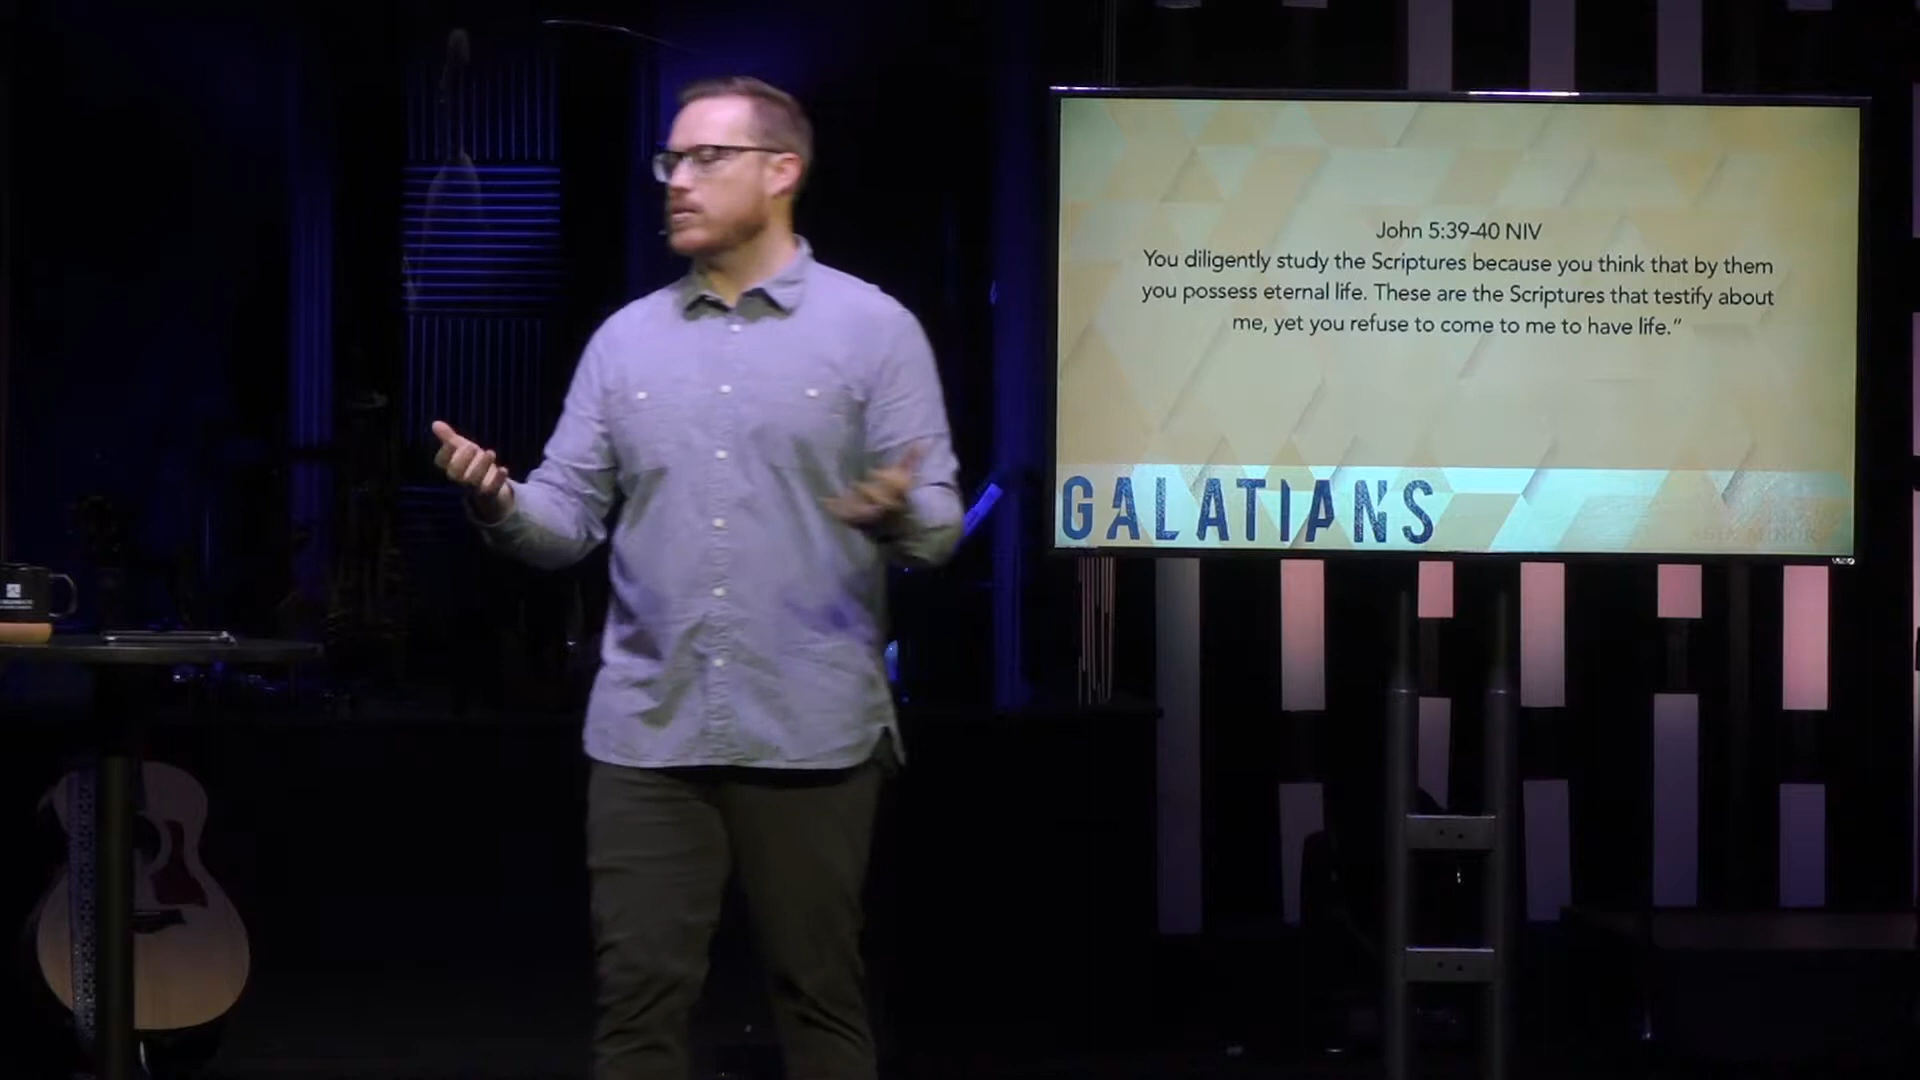 John 5:39-40 NIV
You diligently study the Scriptures because you think that by them
you possess eternal life. These are the Scriptures that testify about
me, yet you refuse to come to me to have life.”
GALATIANS